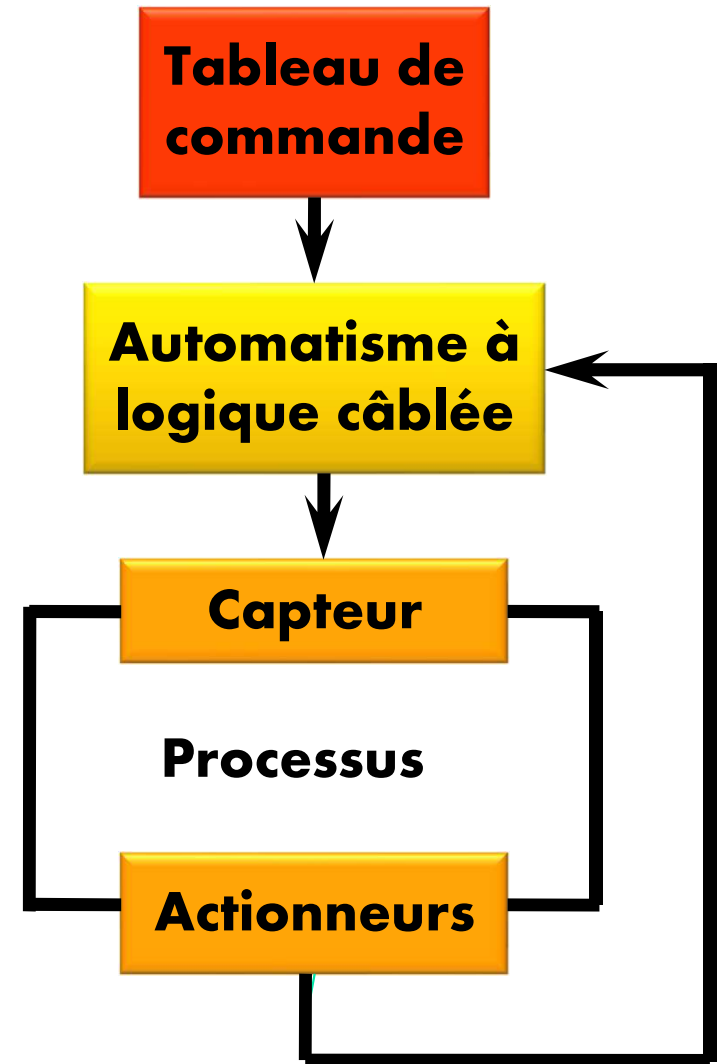 Tableau de
commande
Automatisme à
logique câblée
Capteur
Processus
Actionneurs